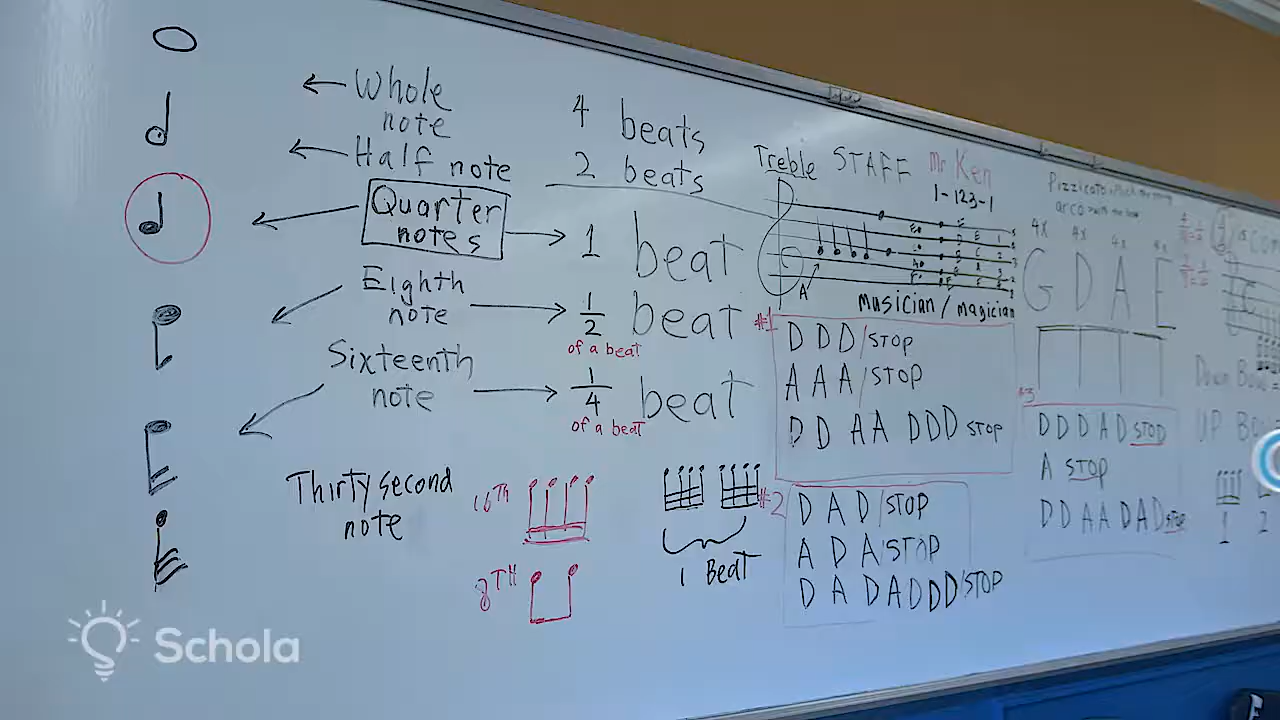 ← Whole
note
4 beats
← Half note
2 beats
Quarter
notes
1 beat
Eighth
note
1/2 beat
of a beat
Sixteenth
note
1/4 beat
of a beat
Thirty second
note
16TH
8TH
1 Beat
Treble STAFF Mr Ken
1-123-1
A
musician / magician
#1
D D D/STOP
A A A/STOP
D D A A D D D STOP
#2
D A D/STOP
A D A/STOP
D A D A D D D/STOP
Pizzicato
arco
4x 4x 4x 4x
G D A E
#3
D D D A D STOP
A STOP
D D A A D A D STOP
Down Bow
UP Bo
1 2
Schola